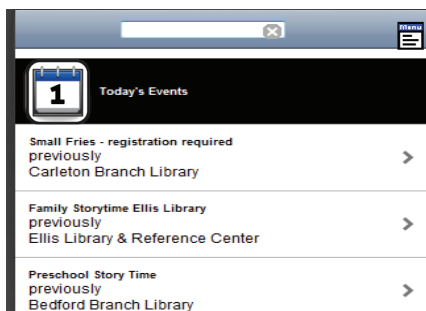 Menu
1
Today's Events
Small Fries - registration required
previously
Carleton Branch Library
Family Storytime Ellis Library
previously
Ellis Library & Reference Center
Preschool Story Time
previously
Bedford Branch Library